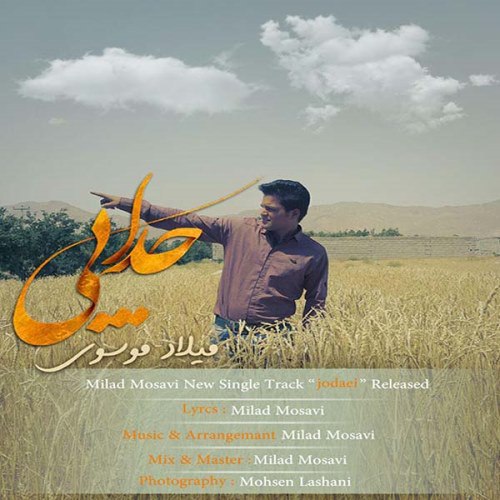 جدایی
میلاد موسوی
Milad Mosavi New Single Track “jodaei” Released
Lyrcs : Milad Mosavi
Music & Arrangemant Milad Mosavi
Mix & Master : Milad Mosavi
Photography : Mohsen Lashani